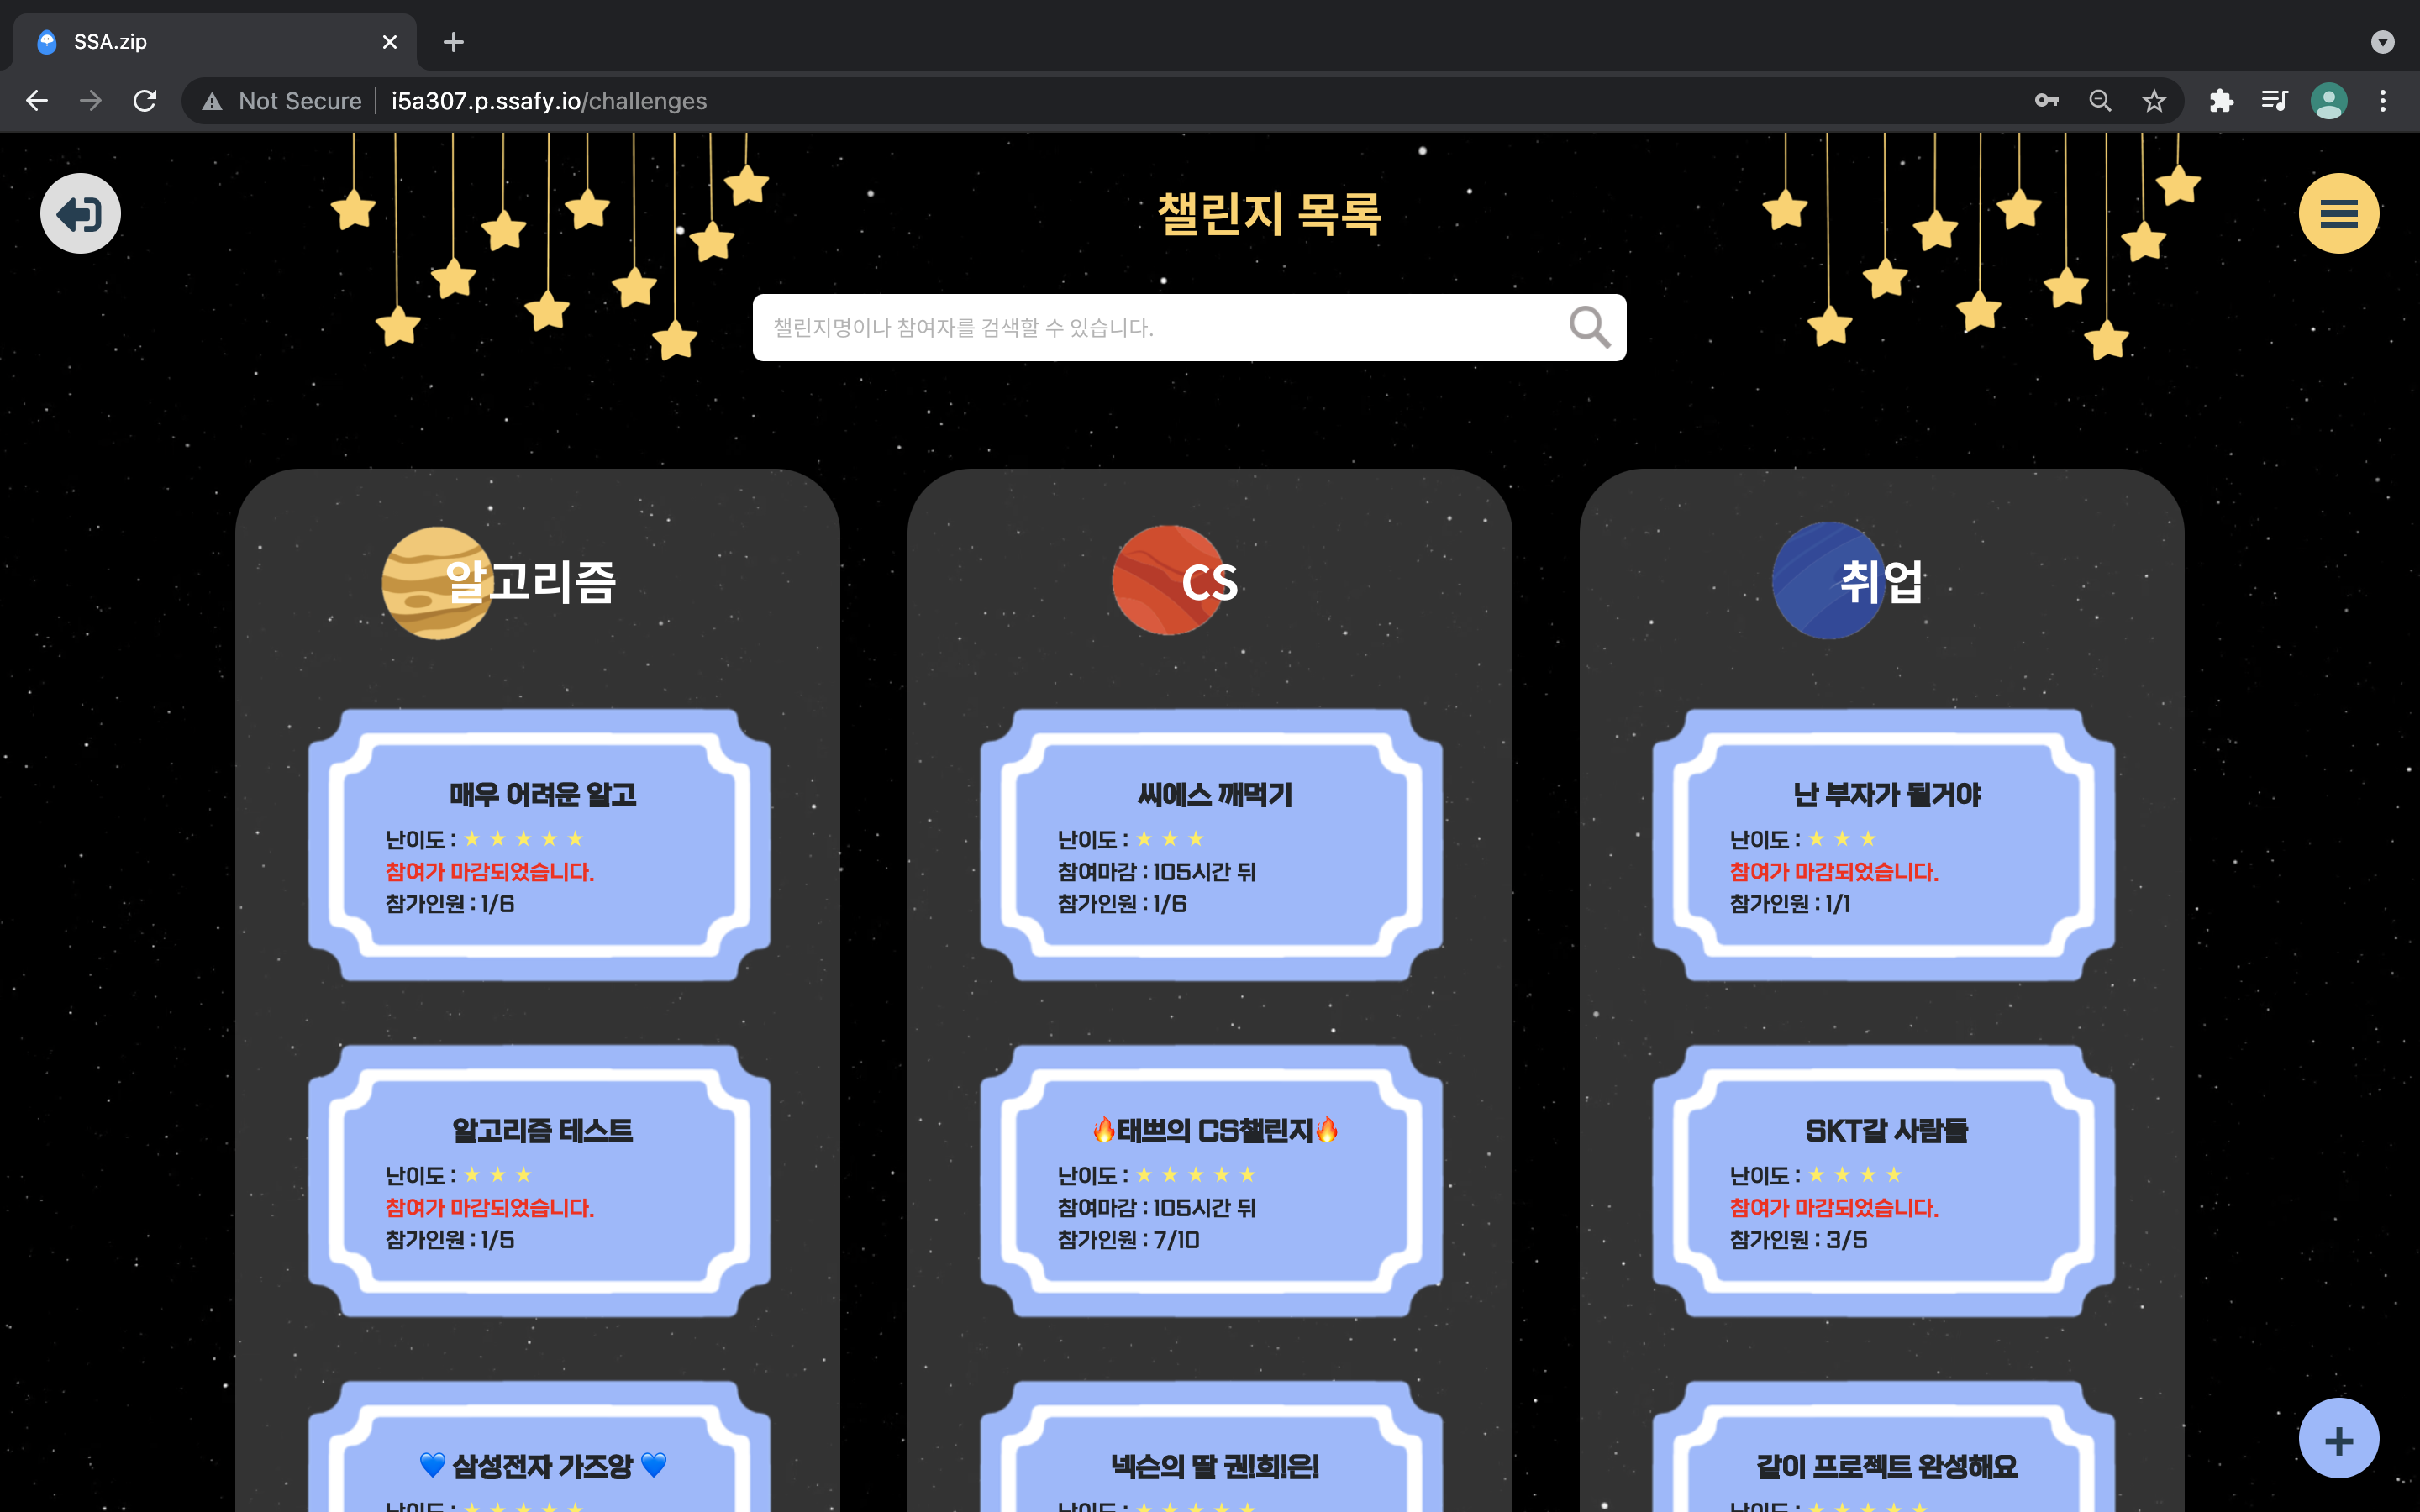 SSA.zip
Not Secure
i5a307.p.ssafy.io/challenges
챌린지 목록
챌린지명이나 참여자를 검색할 수 있습니다.
알고리즘
매우 어려운 알고
난이도 : ★ ★ ★ ★ ★
참여가 마감되었습니다.
참가인원 : 1/6
알고리즘 테스트
난이도 : ★ ★ ★
참여가 마감되었습니다.
참가인원 : 1/5
💙 삼성전자 가즈앙 💙
난이도 : ★ ★ ★ ★ ★
CS
씨에스 깨먹기
난이도 : ★ ★ ★
참여마감 : 105시간 뒤
참가인원 : 1/6
🔥태쁘의 CS챌린지🔥
난이도 : ★ ★ ★ ★ ★
참여마감 : 105시간 뒤
참가인원 : 7/10
넥슨의 딸 권!희!은!
난이도 : ★ ★ ★ ★ ★
취업
난 부자가 될거야
난이도 : ★ ★ ★
참여가 마감되었습니다.
참가인원 : 1/1
SKT갈 사람들
난이도 : ★ ★ ★ ★
참여가 마감되었습니다.
참가인원 : 3/5
같이 프로젝트 완성해요
난이도 : ★ ★ ★ ★ ★